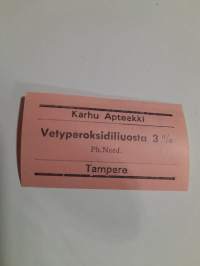 Karhu Apteekki
Vetyperoksidiliuosta 3 %
Ph. Nord.
Tampere